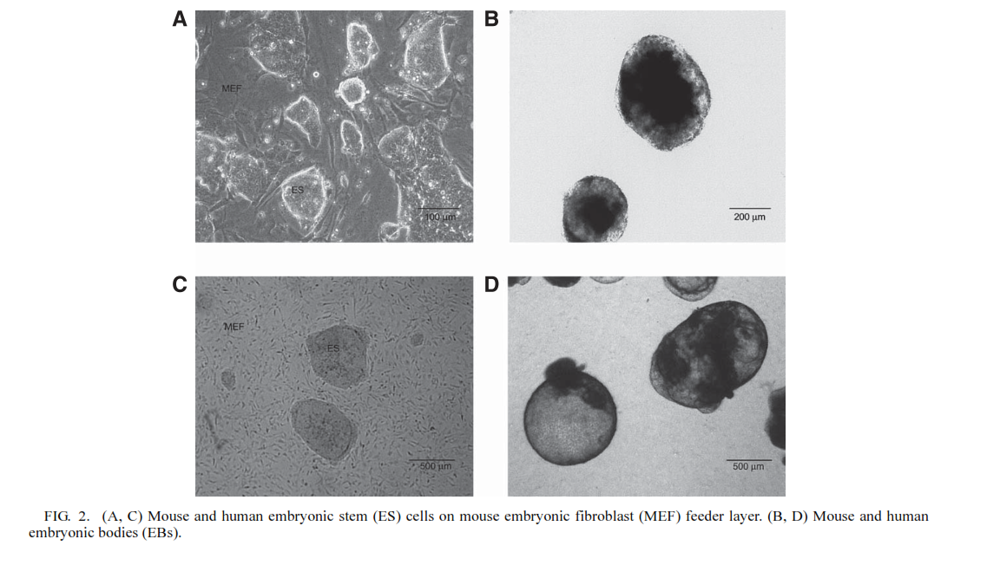 A
B
MEF
ES
100 µm
200 µm
C
D
MEF
ES
500 µm
500 µm
FIG. 2. (A, C) Mouse and human embryonic stem (ES) cells on mouse embryonic fibroblast (MEF) feeder layer. (B, D) Mouse and human
embryonic bodies (EBs).